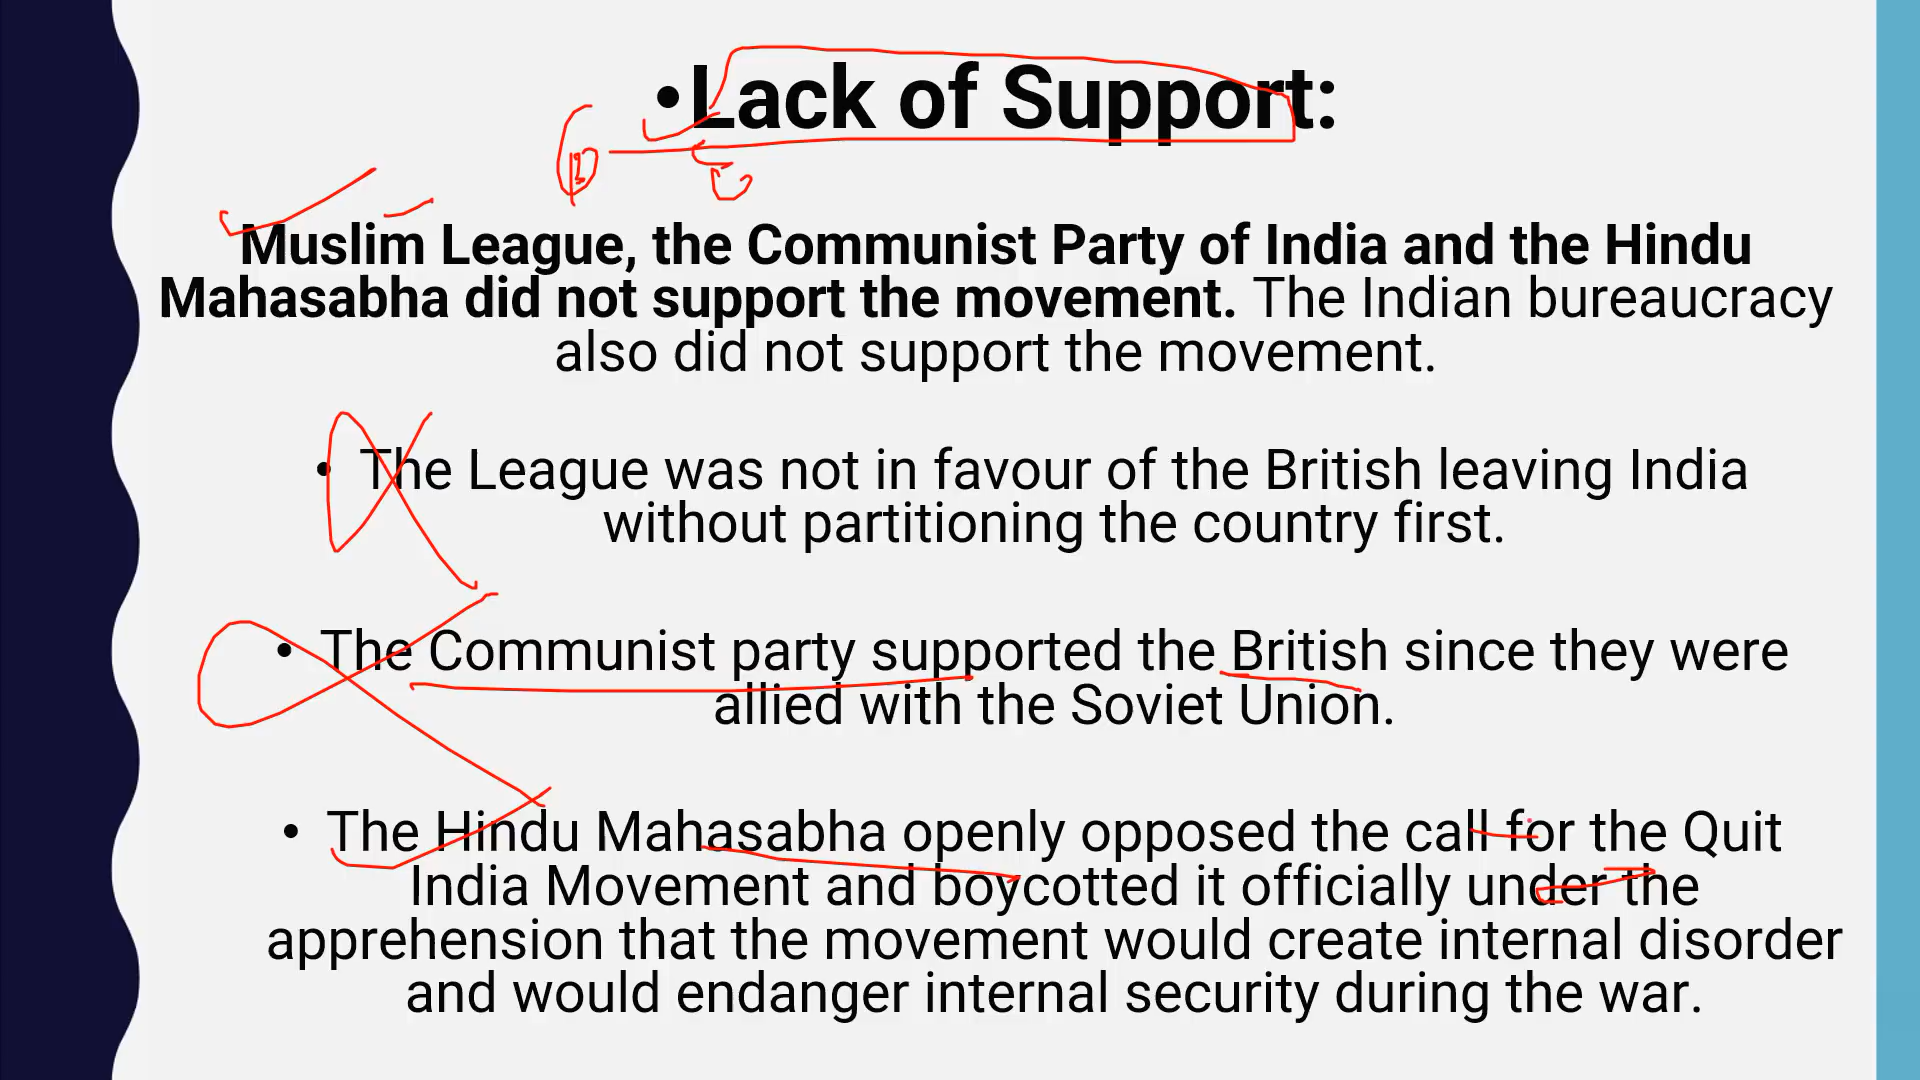 •Lack of Support:
Muslim League, the Communist Party of India and the Hindu
Mahasabha did not support the movement. The Indian bureaucracy
also did not support the movement.
• The League was not in favour of the British leaving India
without partitioning the country first.
• The Communist party supported the British since they were
allied with the Soviet Union.
• The Hindu Mahasabha openly opposed the call for the Quit
India Movement and boycotted it officially under the
apprehension that the movement would create internal disorder
and would endanger internal security during the war.